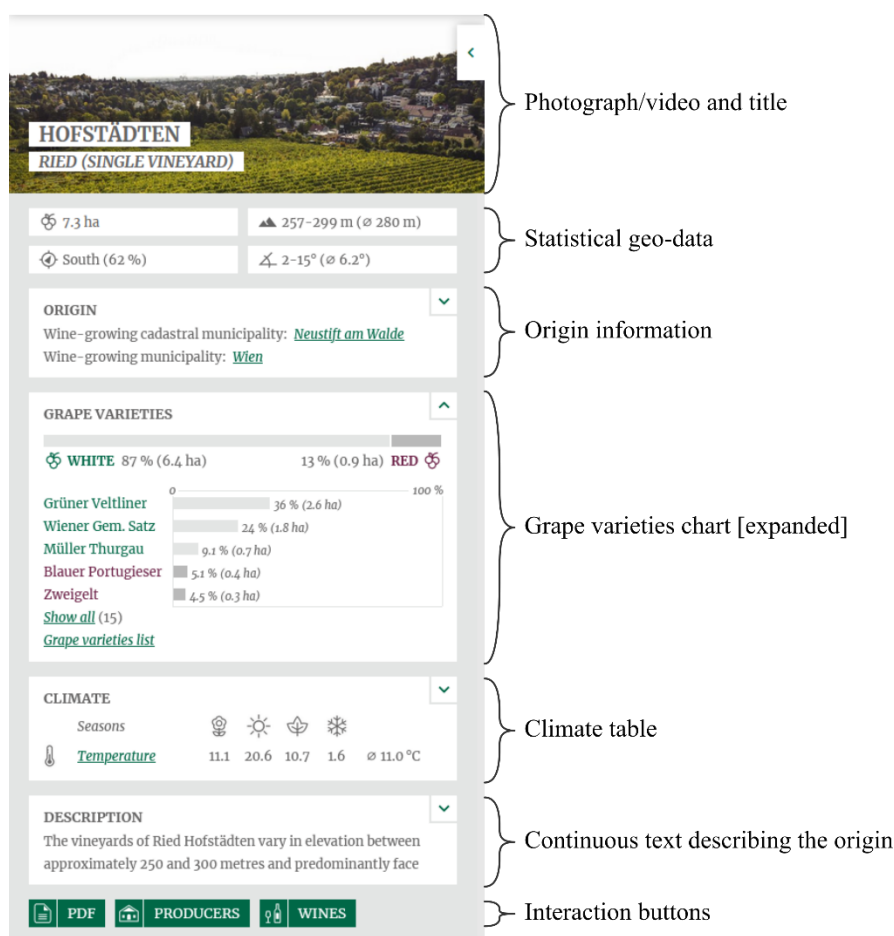 HOFSTÄDTEN
RIED (SINGLE VINEYARD)
Photograph/video and title
7.3 ha
257-299 m (⌀ 280 m)
South (62 %)
2-15° (⌀ 6.2°)
Statistical geo-data
ORIGIN
Wine-growing cadastral municipality: Neustift am Walde
Wine-growing municipality: Wien
Origin information
GRAPE VARIETIES
WHITE 87 % (6.4 ha) 13 % (0.9 ha) RED
0 100 %
Grüner Veltliner 36 % (2.6 ha)
Wiener Gem. Satz 24 % (1.8 ha)
Müller Thurgau 9.1 % (0.7 ha)
Blauer Portugieser 5.1 % (0.4 ha)
Zweigelt 4.5 % (0.3 ha)
Show all (15)
Grape varieties list
Grape varieties chart [expanded]
CLIMATE
Seasons
Temperature 11.1 20.6 10.7 1.6 ⌀ 11.0 °C
Climate table
DESCRIPTION
The vineyards of Ried Hofstädten vary in elevation between
approximately 250 and 300 metres and predominantly face
Continuous text describing the origin
PDF PRODUCERS WINES
Interaction buttons